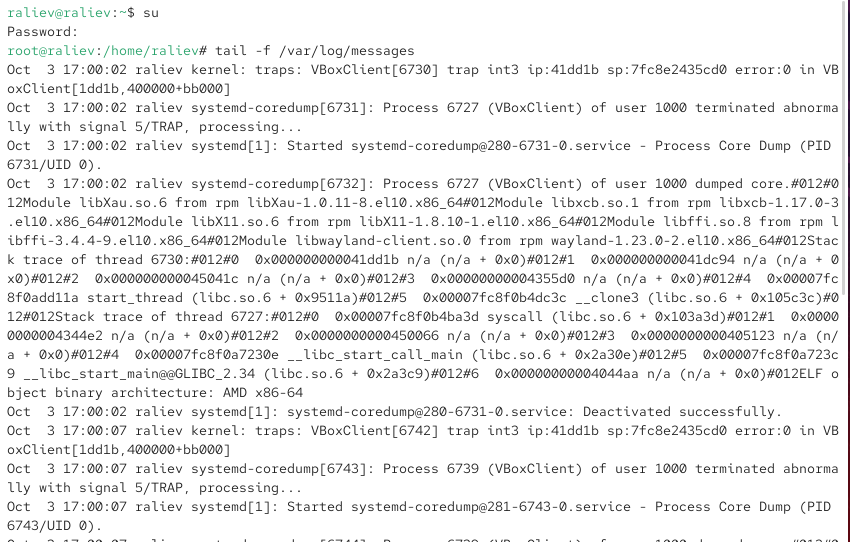 raliev@raliev:~$ su
Password:
root@raliev:/home/raliev# tail -f /var/log/messages
Oct  3 17:00:02 raliev kernel: traps: VBoxClient[6730] trap int3 ip:41dd1b sp:7fc8e2435cd0 error:0 in VB
oxClient[1dd1b,400000+bb000]
Oct  3 17:00:02 raliev systemd-coredump[6731]: Process 6727 (VBoxClient) of user 1000 terminated abnorma
lly with signal 5/TRAP, processing...
Oct  3 17:00:02 raliev systemd[1]: Started systemd-coredump@280-6731-0.service - Process Core Dump (PID
6731/UID 0).
Oct  3 17:00:02 raliev systemd-coredump[6732]: Process 6727 (VBoxClient) of user 1000 dumped core.#012#0
12Module libXau.so.6 from rpm libXau-1.0.11-8.el10.x86_64#012Module libxcb.so.1 from rpm libxcb-1.17.0-3
.el10.x86_64#012Module libX11.so.6 from rpm libX11-1.8.10-1.el10.x86_64#012Module libffi.so.8 from rpm l
ibffi-3.4.4-9.el10.x86_64#012Module libwayland-client.so.0 from rpm wayland-1.23.0-2.el10.x86_64#012Stac
k trace of thread 6730:#012#0  0x000000000041dd1b n/a (n/a + 0x0)#012#1  0x000000000041dc94 n/a (n/a + 0
x0)#012#2  0x000000000045041c n/a (n/a + 0x0)#012#3  0x00000000004355d0 n/a (n/a + 0x0)#012#4  0x00007fc
8f0add11a start_thread (libc.so.6 + 0x9511a)#012#5  0x00007fc8f0b4dc3c __clone3 (libc.so.6 + 0x105c3c)#0
12#012Stack trace of thread 6727:#012#0  0x00007fc8f0b4ba3d syscall (libc.so.6 + 0x103a3d)#012#1  0x0000
0000004344e2 n/a (n/a + 0x0)#012#2  0x0000000000450066 n/a (n/a + 0x0)#012#3  0x0000000000405123 n/a (n/
a + 0x0)#012#4  0x00007fc8f0a7230e __libc_start_call_main (libc.so.6 + 0x2a30e)#012#5  0x00007fc8f0a723c
9 __libc_start_main@@GLIBC_2.34 (libc.so.6 + 0x2a3c9)#012#6  0x00000000004044aa n/a (n/a + 0x0)#012ELF o
bject binary architecture: AMD x86-64
Oct  3 17:00:02 raliev systemd[1]: systemd-coredump@280-6731-0.service: Deactivated successfully.
Oct  3 17:00:07 raliev kernel: traps: VBoxClient[6742] trap int3 ip:41dd1b sp:7fc8e2435cd0 error:0 in VB
oxClient[1dd1b,400000+bb000]
Oct  3 17:00:07 raliev systemd-coredump[6743]: Process 6739 (VBoxClient) of user 1000 terminated abnorma
lly with signal 5/TRAP, processing...
Oct  3 17:00:07 raliev systemd[1]: Started systemd-coredump@281-6743-0.service - Process Core Dump (PID
6743/UID 0).